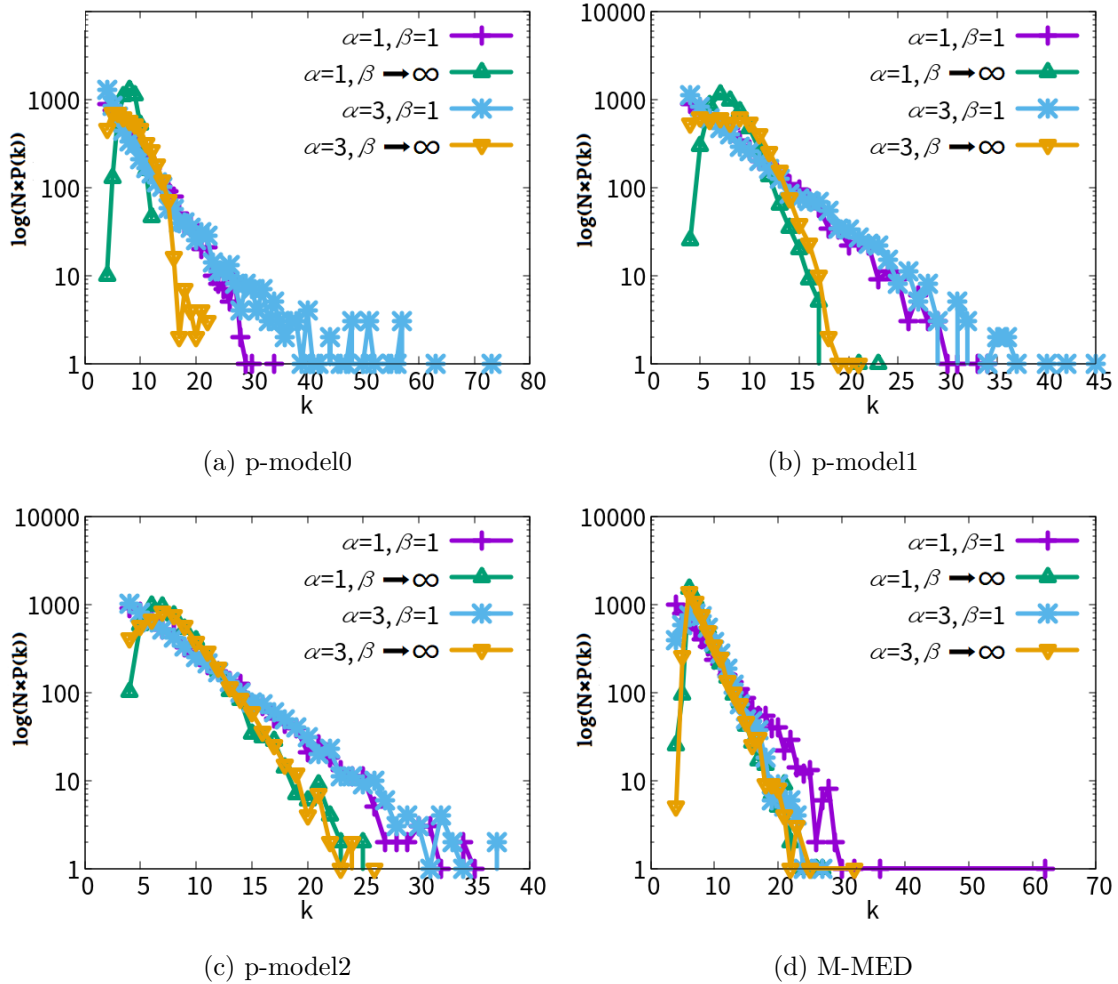 α=1, β=1
α=1, β → ∞
α=3, β=1
α=3, β → ∞
log(N×P(k))
1000
100
10
1
0 10 20 30 40 50 60 70 80
k
(a) p-model0
α=1, β=1
α=1, β → ∞
α=3, β=1
α=3, β → ∞
log(N×P(k))
10000
1000
100
10
1
0 5 10 15 20 25 30 35 40 45
k
(b) p-model1
α=1, β=1
α=1, β → ∞
α=3, β=1
α=3, β → ∞
log(N×P(k))
10000
1000
100
10
1
0 5 10 15 20 25 30 35 40
k
(c) p-model2
α=1, β=1
α=1, β → ∞
α=3, β=1
α=3, β → ∞
log(N×P(k))
10000
1000
100
10
1
0 10 20 30 40 50 60 70
k
(d) M-MED